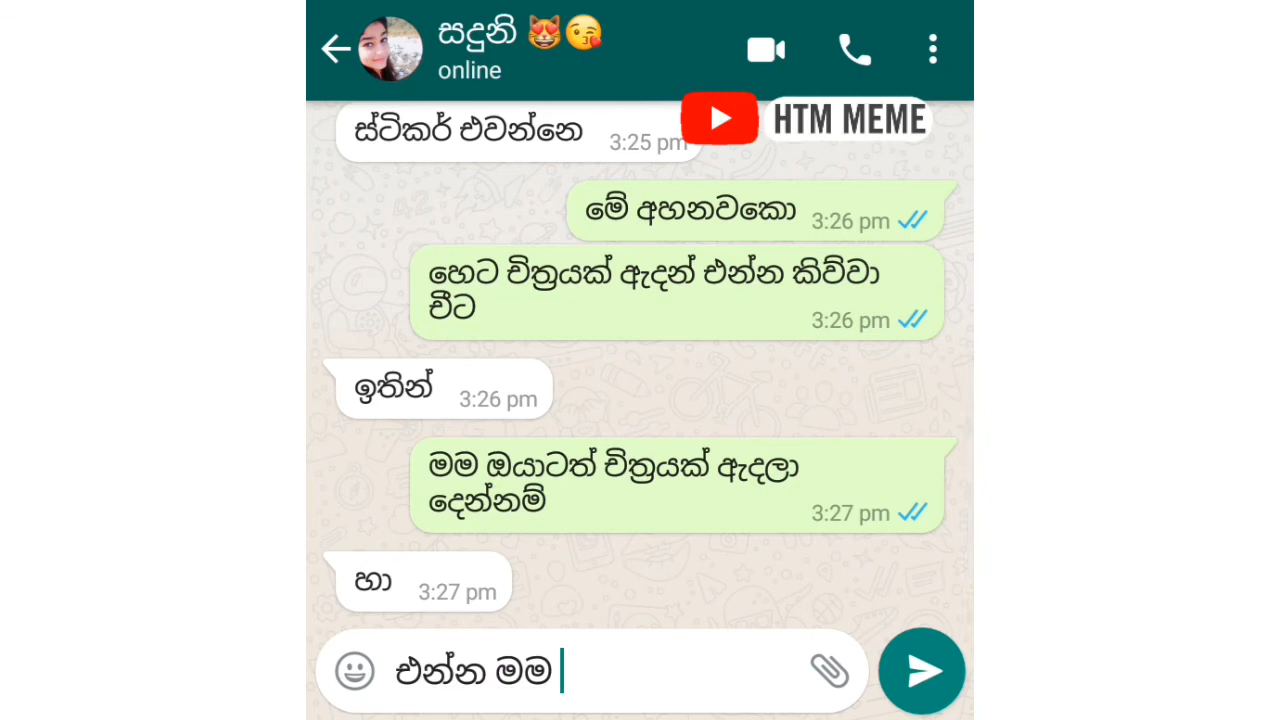 සදුනි 😻😘
online
HTM MEME
ස්ටිකර් එවන්නෙ
3:25 pm
මේ අහනවකො
3:26 pm
හෙට චිත්‍රයක් ඇදන් එන්න කිව්වා
චීට
3:26 pm
ඉතින්
3:26 pm
මම ඔයාටත් චිත්‍රයක් ඇදලා
දෙන්නම්
3:27 pm
හා
3:27 pm
එන්න මම